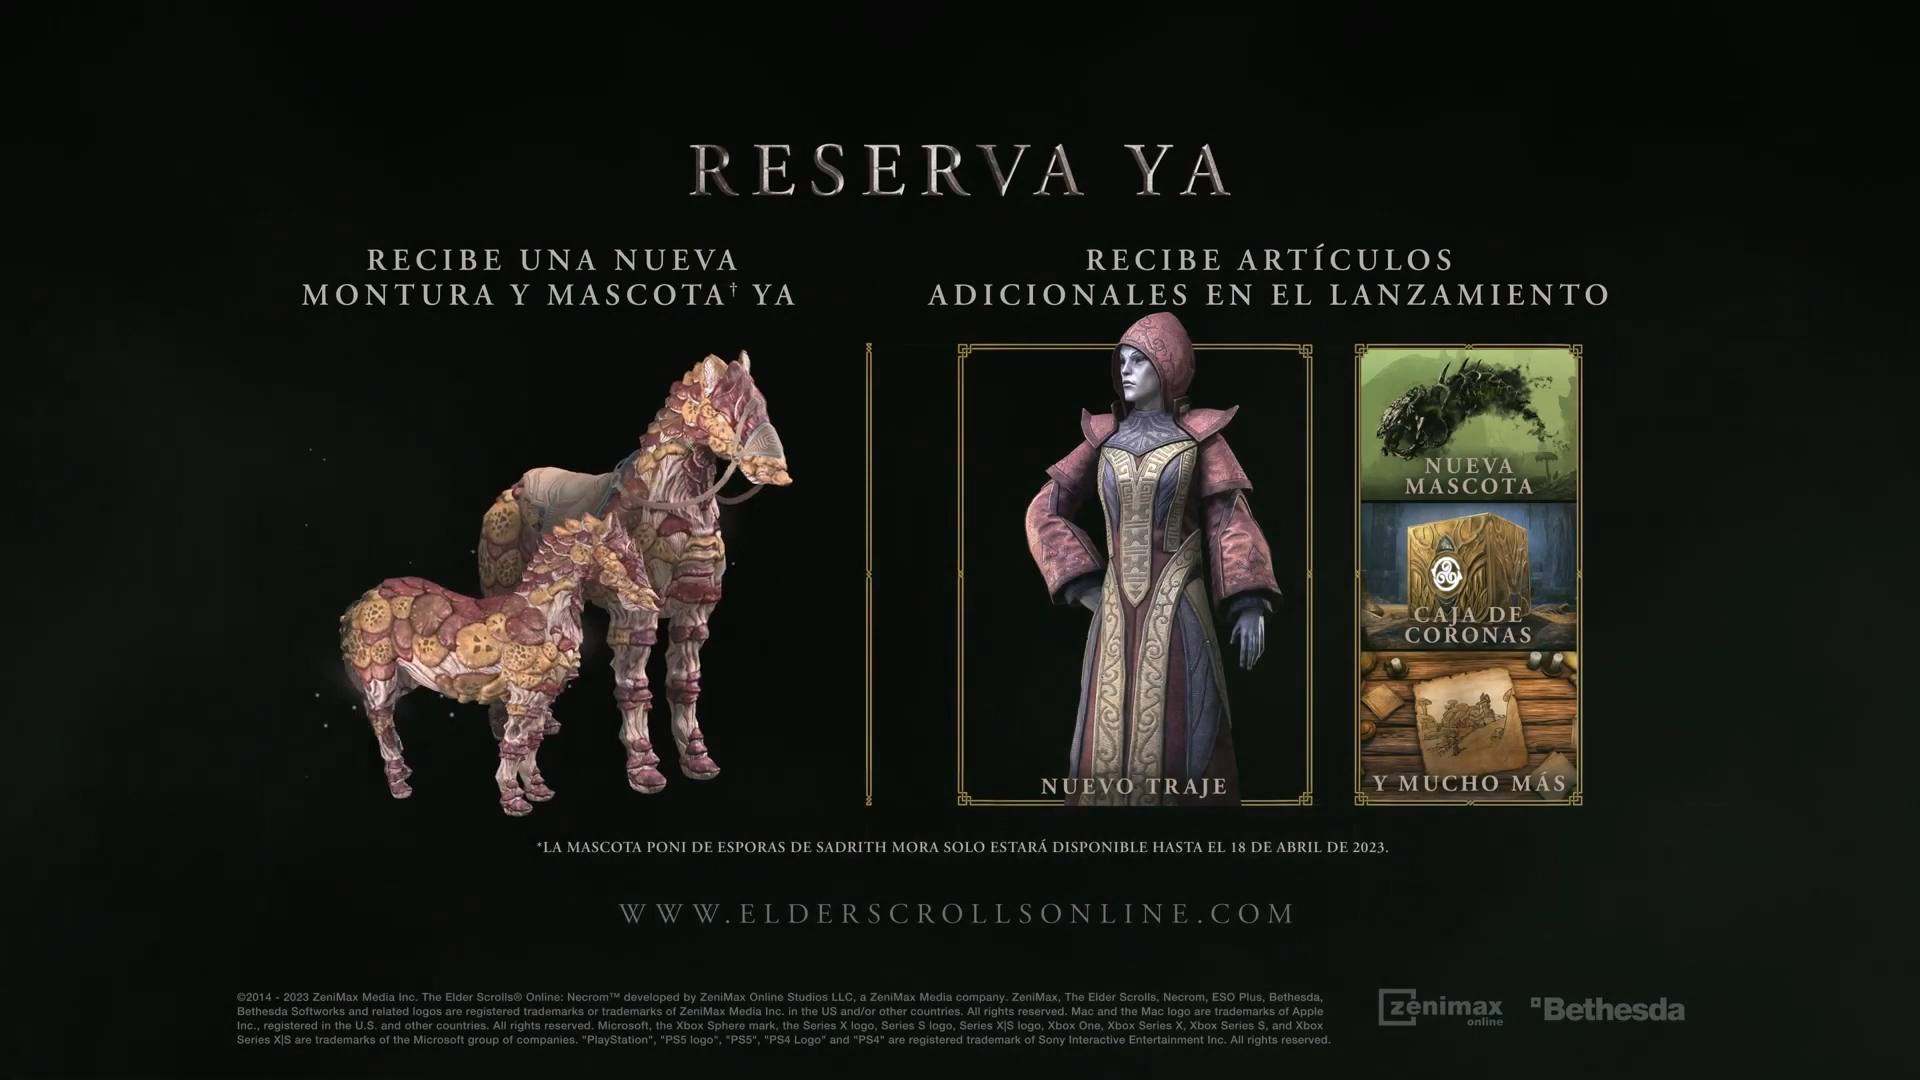 RESERVA YA
RECIBE UNA NUEVA
MONTURA Y MASCOTA† YA
RECIBE ARTÍCULOS
ADICIONALES EN EL LANZAMIENTO
NUEVO TRAJE
NUEVA
MASCOTA
CAJA DE
CORONAS
Y MUCHO MÁS
*LA MASCOTA PONI DE ESPORAS DE SADRITH MORA SOLO ESTARÁ DISPONIBLE HASTA EL 18 DE ABRIL DE 2023.
WWW.ELDERSCROLLSONLINE.COM
©2014 - 2023 ZeniMax Media Inc. The Elder Scrolls® Online: Necrom™ developed by ZeniMax Online Studios LLC, a ZeniMax Media company. ZeniMax, The Elder Scrolls, Necrom, ESO Plus, Bethesda,
Bethesda Softworks and related logos are registered trademarks or trademarks of ZeniMax Media Inc. in the US and/or other countries. All rights reserved. Mac and the Mac logo are trademarks of Apple
Inc., registered in the U.S. and other countries. All rights reserved. Microsoft, the Xbox Sphere mark, the Series X logo, Series S logo, Series X|S logo, Xbox One, Xbox Series X, Xbox Series S, and Xbox
Series X|S are trademarks of the Microsoft group of companies. "PlayStation", "PS5 logo", "PS5", "PS4 Logo" and "PS4" are registered trademark of Sony Interactive Entertainment Inc. All rights reserved.
zenimax
online
Bethesda